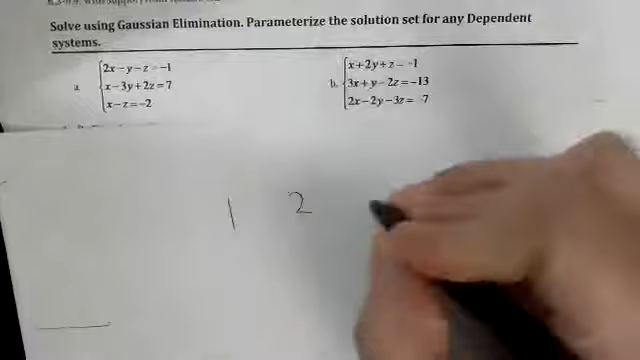 Solve using Gaussian Elimination. Parameterize the solution set for any Dependent
systems.
a. 2x−y−z=−1
x−3y+2z=7
x−z=−2
b. x+2y+z=−1
3x+y−2z=−13
2x−2y−3z= 7
1 2